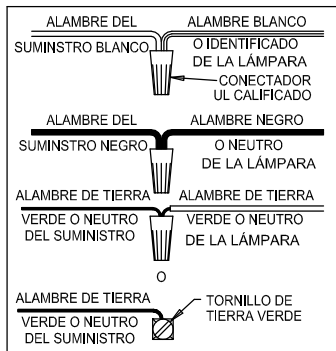 ALAMBRE DEL
SUMINSTRO BLANCO
ALAMBRE BLANCO
O IDENTIFICADO
DE LA LÁMPARA
CONECTADOR
UL CALIFICADO
ALAMBRE DEL
SUMINSTRO NEGRO
ALAMBRE NEGRO
O NEUTRO
DE LA LÁMPARA
ALAMBRE DE TIERRA
VERDE O NEUTRO
DEL SUMINISTRO
ALAMBRE DE TIERRA
VERDE O NEUTRO
DE LA LÁMPARA
O
ALAMBRE DE TIERRA
VERDE O NEUTRO
DEL SUMINISTRO
TORNILLO DE
TIERRA VERDE